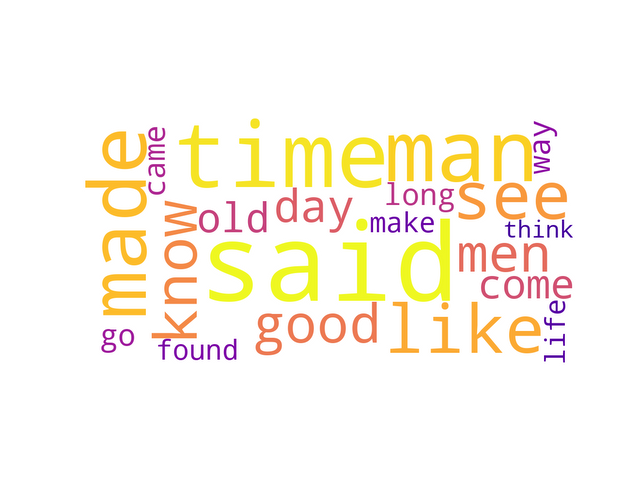 time
man
made
came
way
see
long
day
old
make
think
know
said
men
come
good
like
go
found
life